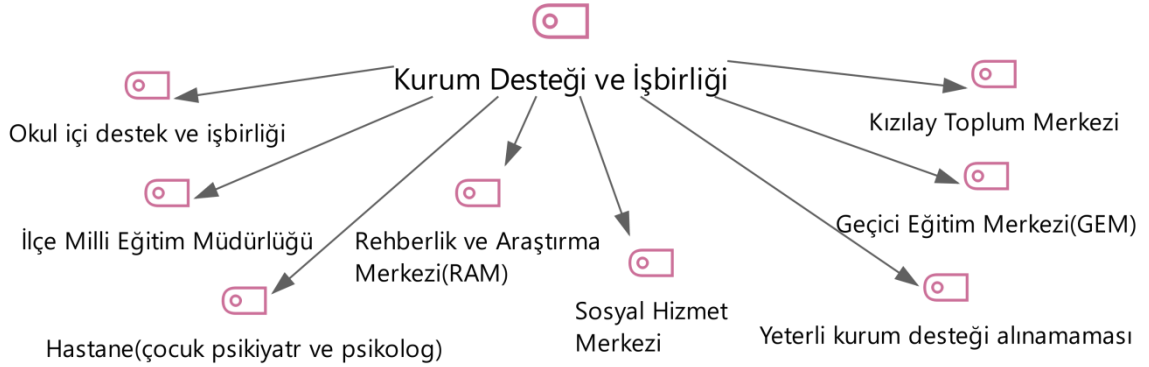 Kurum Desteği ve İşbirliği
Okul içi destek ve işbirliği
Kızılay Toplum Merkezi
İlçe Milli Eğitim Müdürlüğü
Rehberlik ve Araştırma
Merkezi(RAM)
Geçici Eğitim Merkezi(GEM)
Hastane(çocuk psikiyatr ve psikolog)
Sosyal Hizmet
Merkezi
Yeterli kurum desteği alınamaması